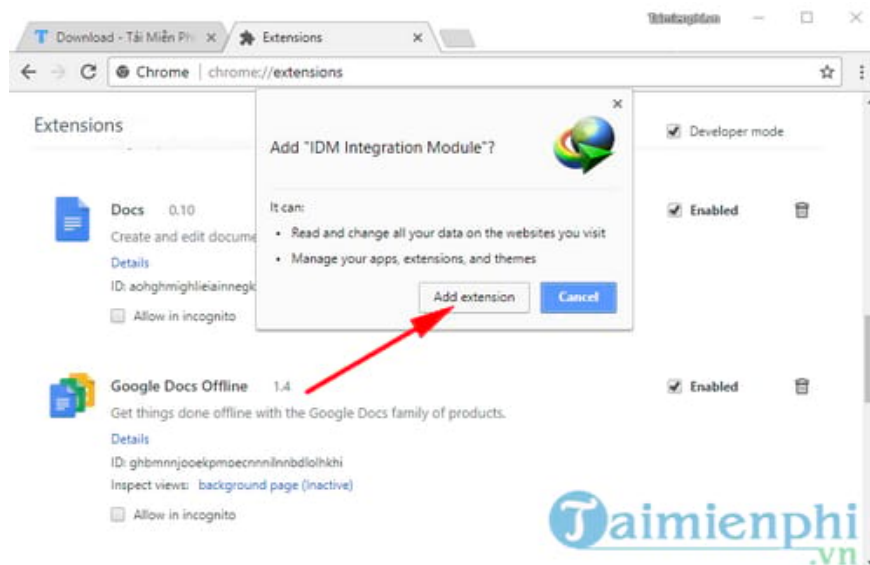 Download - Tải Miễn Ph
Extensions
Chrome
chrome://extensions
Extensions
Developer mode
Add "IDM Integration Module"?
It can:
Read and change all your data on the websites you visit
Manage your apps, extensions, and themes
Add extension
Cancel
Docs 0.10
Enabled
Create and edit docume
Details
ID: aohghmighlieiainnegk
Allow in incognito
Google Docs Offline 1.4
Enabled
Get things done offline with the Google Docs family of products.
Details
ID: ghbmnnjooekpmoecnnnilnnbdlolhkhi
Inspect views: background page (Inactive)
Allow in incognito
Taimienphi
.vn